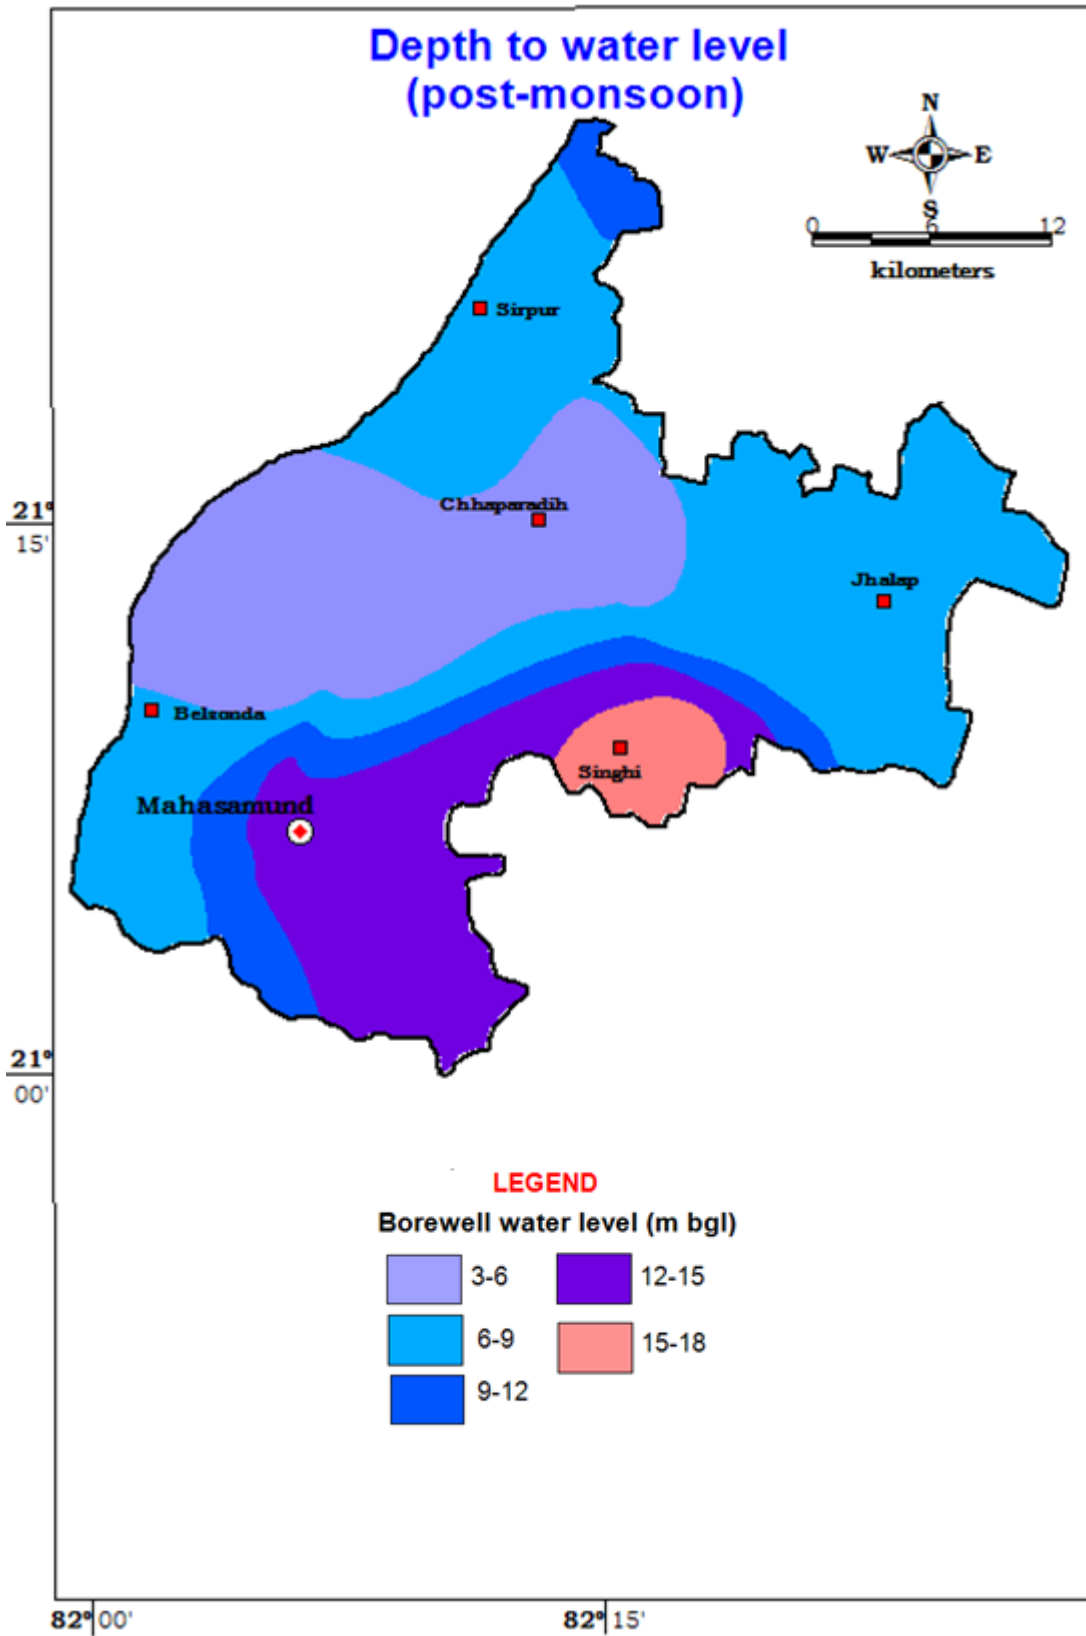 Depth to water level
(post-monsoon)
N
W E
S
0 6 12
kilometers
Sirpur
21°
15'
Chhaparadih
Jhalap
Belsonda
Singhi
Mahasamund
21°
00'
LEGEND
Borewell water level (m bgl)
3-6 12-15
6-9 15-18
9-12
82° 00' 82° 15'